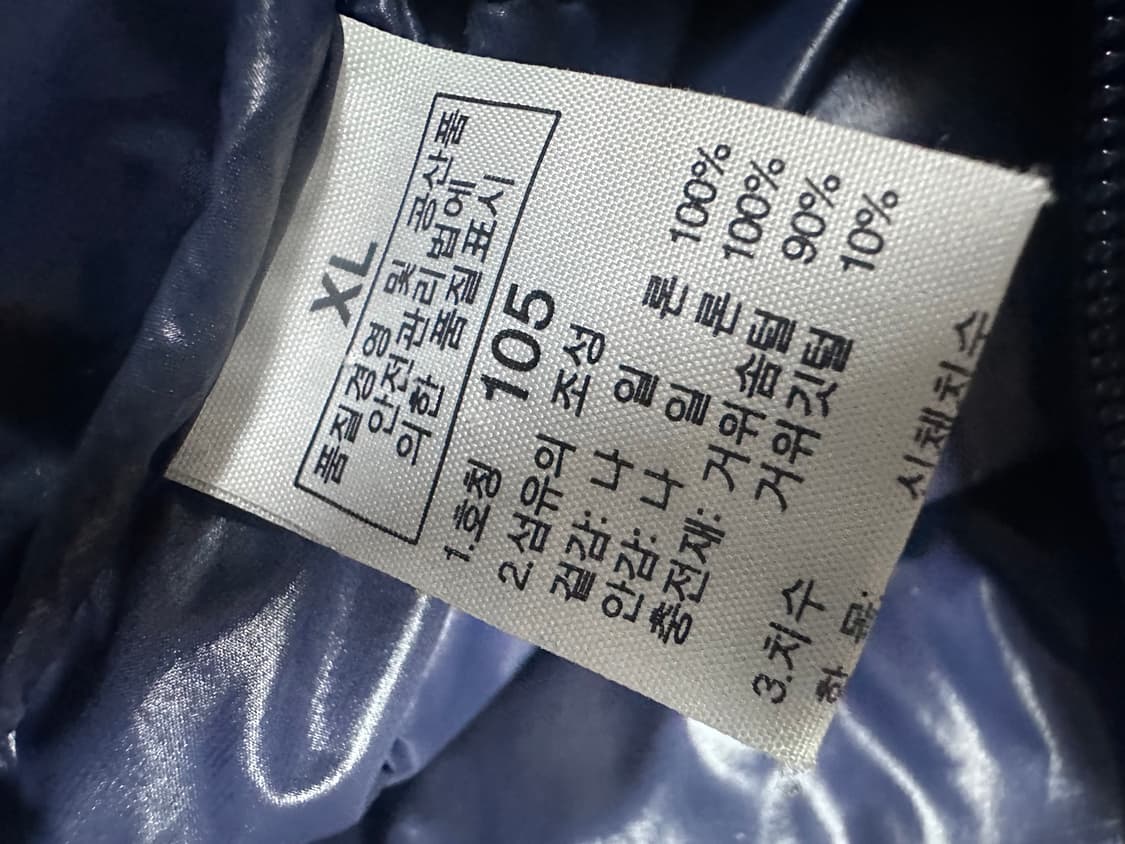 XL
품질경영 및 공산품
안전관리법에
의한 품질표시
1.호칭 105
2.섬유의 조성
겉감: 나 일 론 100%
안감: 나 일 론 100%
충전재: 거위솜털 90%
거위깃털 10%
3.치수
항 목: 신체치수